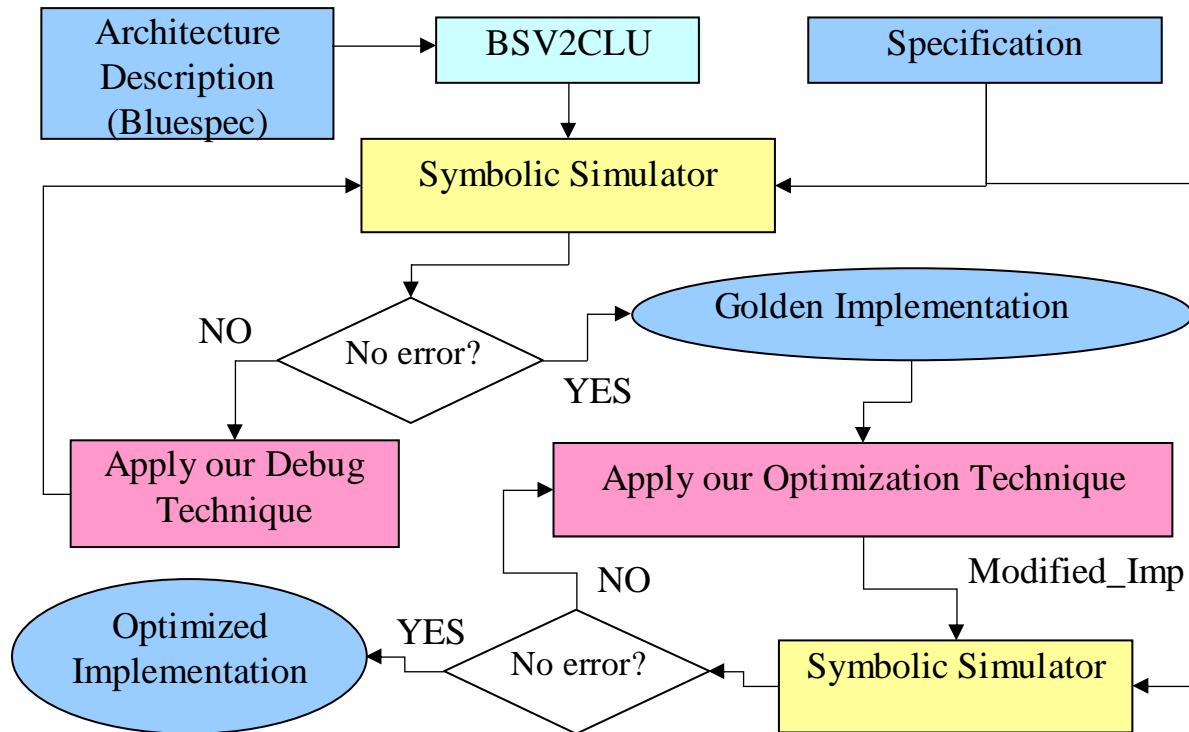 Architecture
Description
(Bluespec)
BSV2CLU
Specification
Symbolic Simulator
Golden Implementation
NO
No error?
YES
Apply our Debug
Technique
Apply our Optimization Technique
Modified_Imp
NO
YES
Optimized
Implementation
No error?
Symbolic Simulator